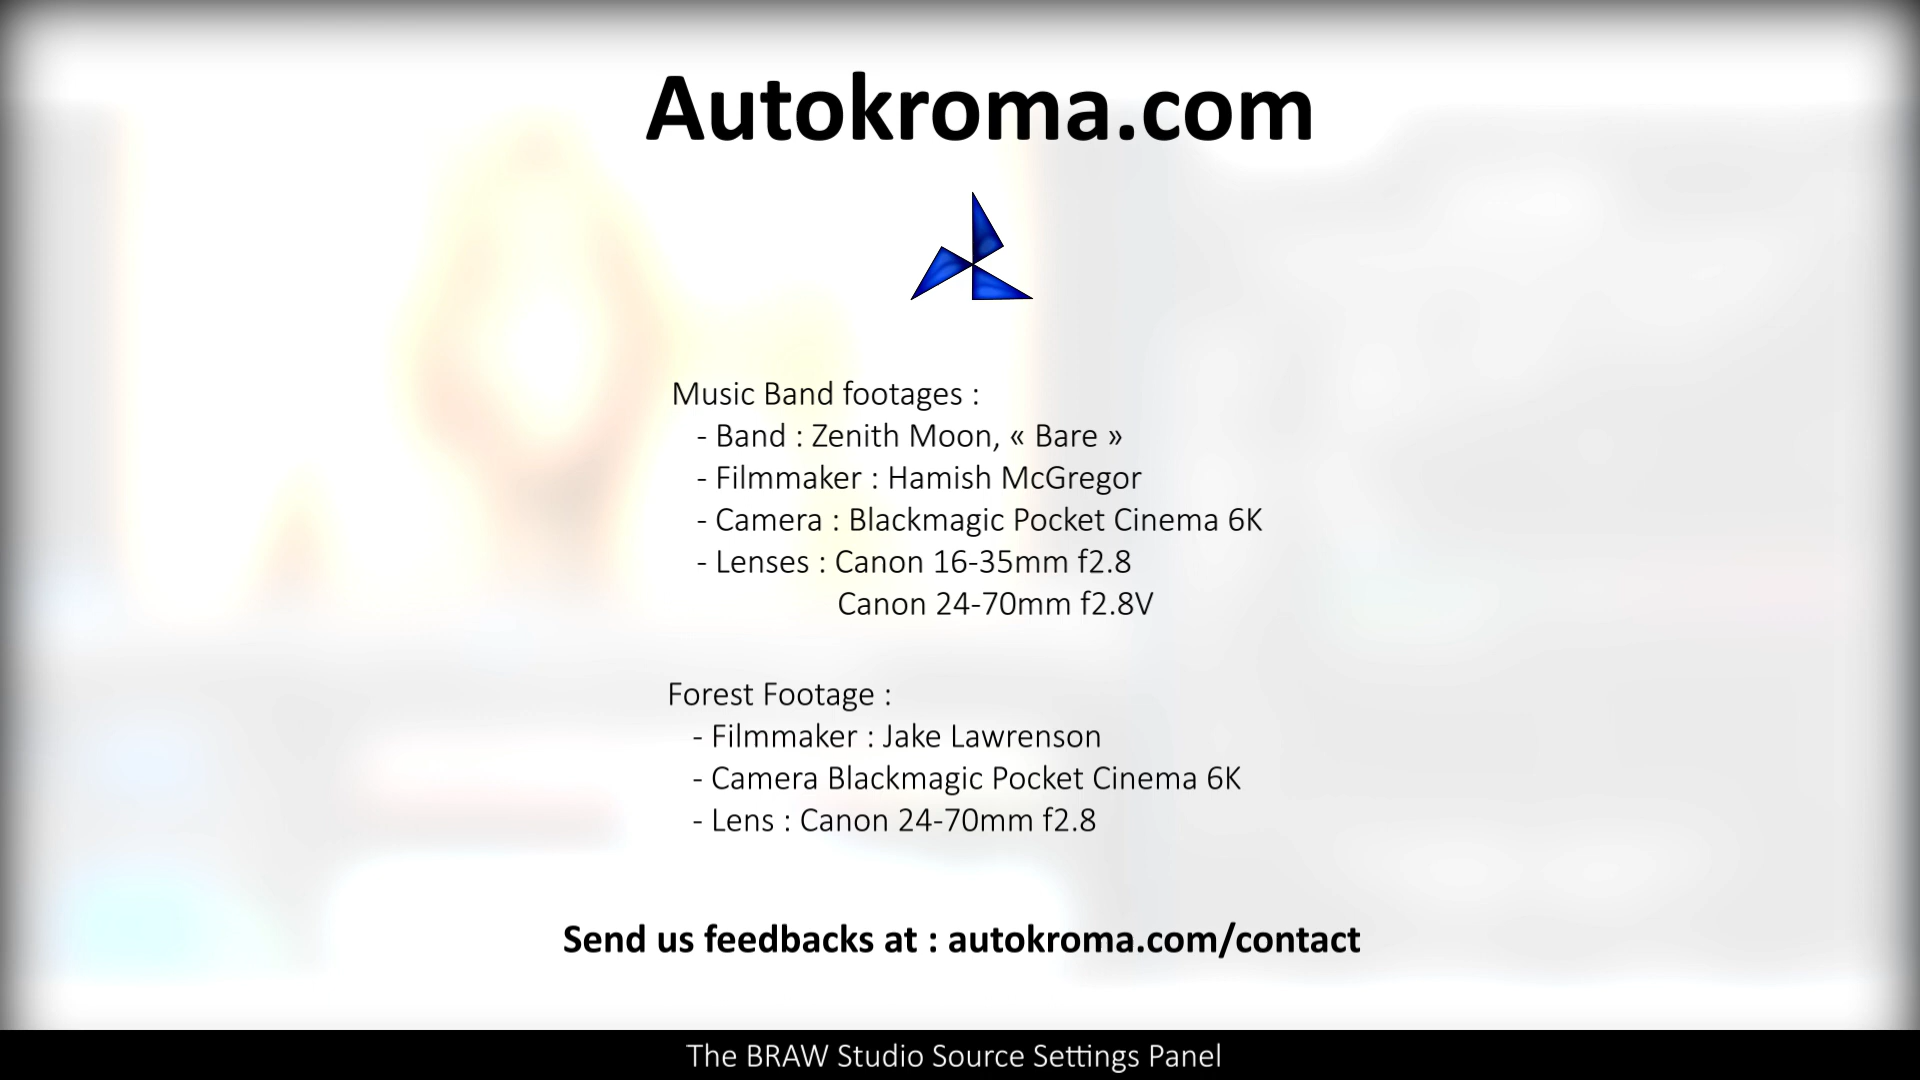 Autokroma.com
Music Band footages :
- Band : Zenith Moon, « Bare »
- Filmmaker : Hamish McGregor
- Camera : Blackmagic Pocket Cinema 6K
- Lenses : Canon 16-35mm f2.8
Canon 24-70mm f2.8V
Forest Footage :
- Filmmaker : Jake Lawrenson
- Camera Blackmagic Pocket Cinema 6K
- Lens : Canon 24-70mm f2.8
Send us feedbacks at : autokroma.com/contact
The BRAW Studio Source Settings Panel